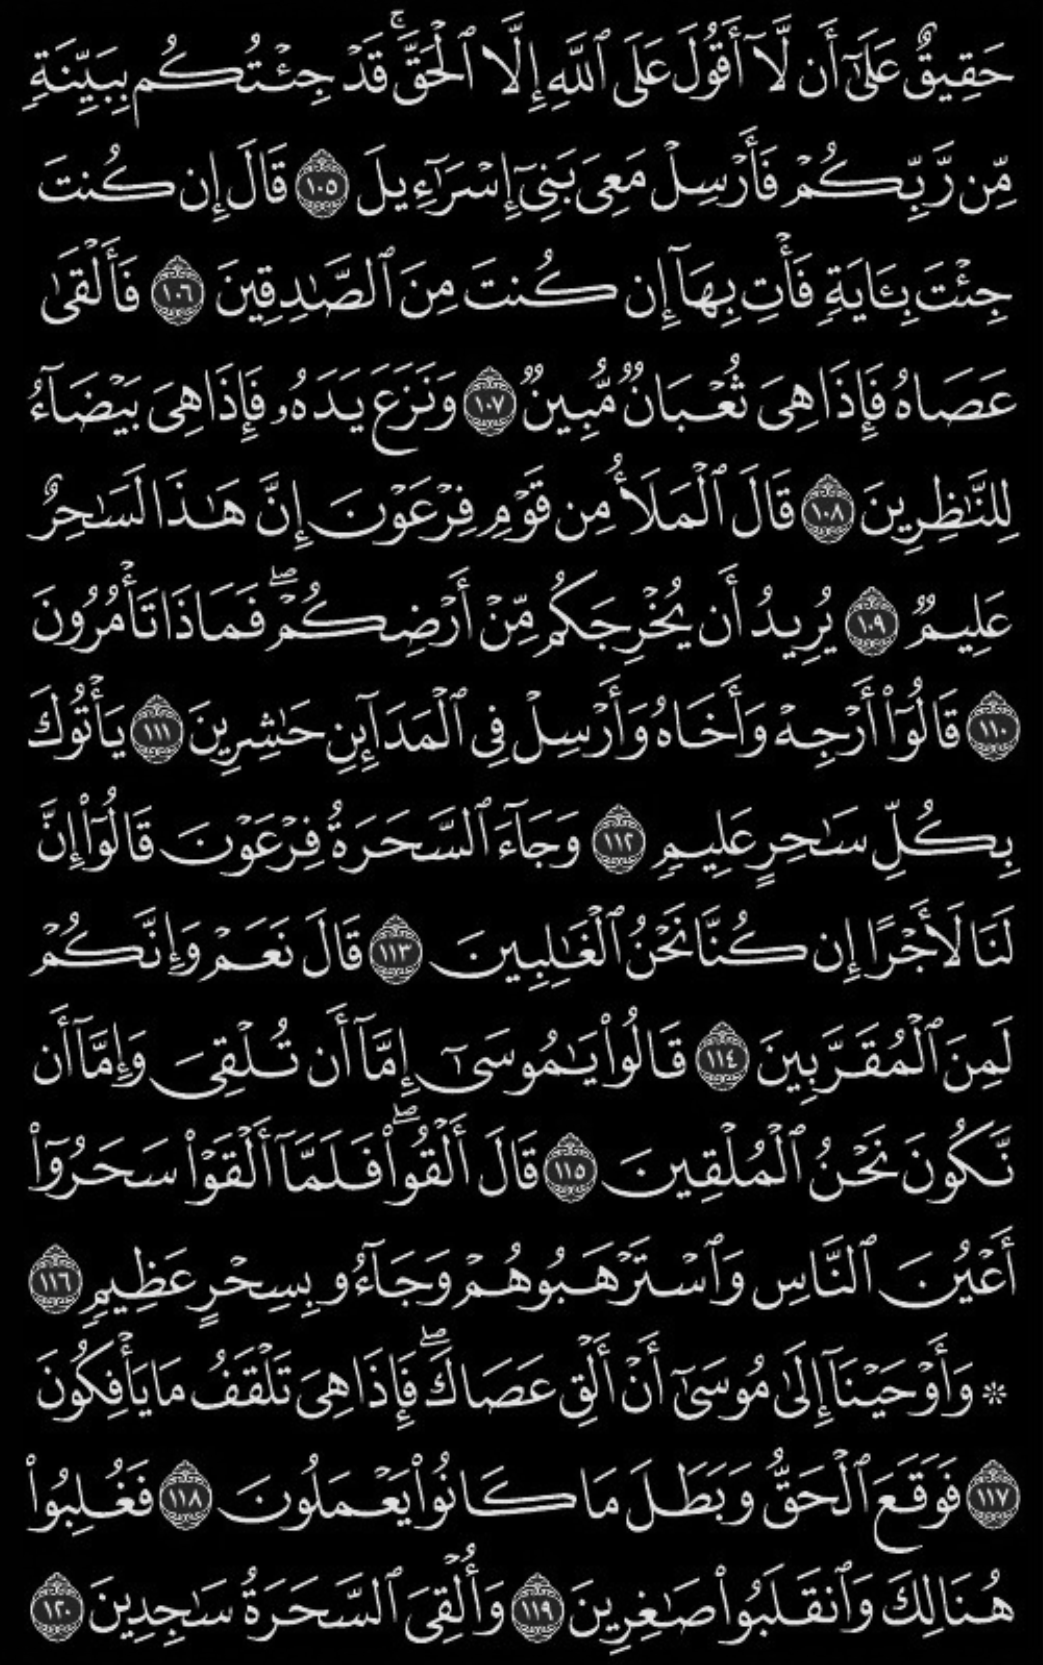 حَقِيقٌ عَلَىٰٓ أَن لَّآ أَقُولَ عَلَى ٱللَّهِ إِلَّا ٱلْحَقَّۚ قَدْ جِئْتُكُم بِبَيِّنَةٍ
مِّن رَّبِّكُمْ فَأَرْسِلْ مَعِىَ بَنِىٓ إِسْرَٰٓءِيلَ ١٠٥ قَالَ إِن كُنتَ
جِئْتَ بِـَٔايَةٍ فَأْتِ بِهَآ إِن كُنتَ مِنَ ٱلصَّٰدِقِينَ ١٠٦ فَأَلْقَىٰ
عَصَاهُ فَإِذَا هِىَ ثُعْبَانٌ مُّبِينٌ ١٠٧ وَنَزَعَ يَدَهُۥ فَإِذَا هِىَ بَيْضَآءُ
لِلنَّٰظِرِينَ ١٠٨ قَالَ ٱلْمَلَأُ مِن قَوْمِ فِرْعَوْنَ إِنَّ هَٰذَا لَسَٰحِرٌ
عَلِيمٌ ١٠٩ يُرِيدُ أَن يُخْرِجَكُم مِّنْ أَرْضِكُمْۖ فَمَاذَا تَأْمُرُونَ
١١٠ قَالُوٓا۟ أَرْجِهْ وَأَخَاهُ وَأَرْسِلْ فِى ٱلْمَدَآئِنِ حَٰشِرِينَ ١١١ يَأْتُوكَ
بِكُلِّ سَٰحِرٍ عَلِيمٍ ١١٢ وَجَآءَ ٱلسَّحَرَةُ فِرْعَوْنَ قَالُوٓا۟ إِنَّ
لَنَا لَأَجْرًا إِن كُنَّا نَحْنُ ٱلْغَٰلِبِينَ ١١٣ قَالَ نَعَمْ وَإِنَّكُمْ
لَمِنَ ٱلْمُقَرَّبِينَ ١١٤ قَالُوا۟ يَٰمُوسَىٰٓ إِمَّآ أَن تُلْقِىَ وَإِمَّآ أَن
نَّكُونَ نَحْنُ ٱلْمُلْقِينَ ١١٥ قَالَ أَلْقُوا۟ۖ فَلَمَّآ أَلْقَوْا۟ سَحَرُوٓا۟
أَعْيُنَ ٱلنَّاسِ وَٱسْتَرْهَبُوهُمْ وَجَآءُو بِسِحْرٍ عَظِيمٍ ١١٦
۞ وَأَوْحَيْنَآ إِلَىٰ مُوسَىٰٓ أَنْ أَلْقِ عَصَاكَۖ فَإِذَا هِىَ تَلْقَفُ مَا يَأْفِكُونَ
١١٧ فَوَقَعَ ٱلْحَقُّ وَبَطَلَ مَا كَانُوا۟ يَعْمَلُونَ ١١٨ فَغُلِبُوا۟
هُنَالِكَ وَٱنقَلَبُوا۟ صَٰغِرِينَ ١١٩ وَأُلْقِىَ ٱلسَّحَرَةُ سَٰجِدِينَ ١٢٠